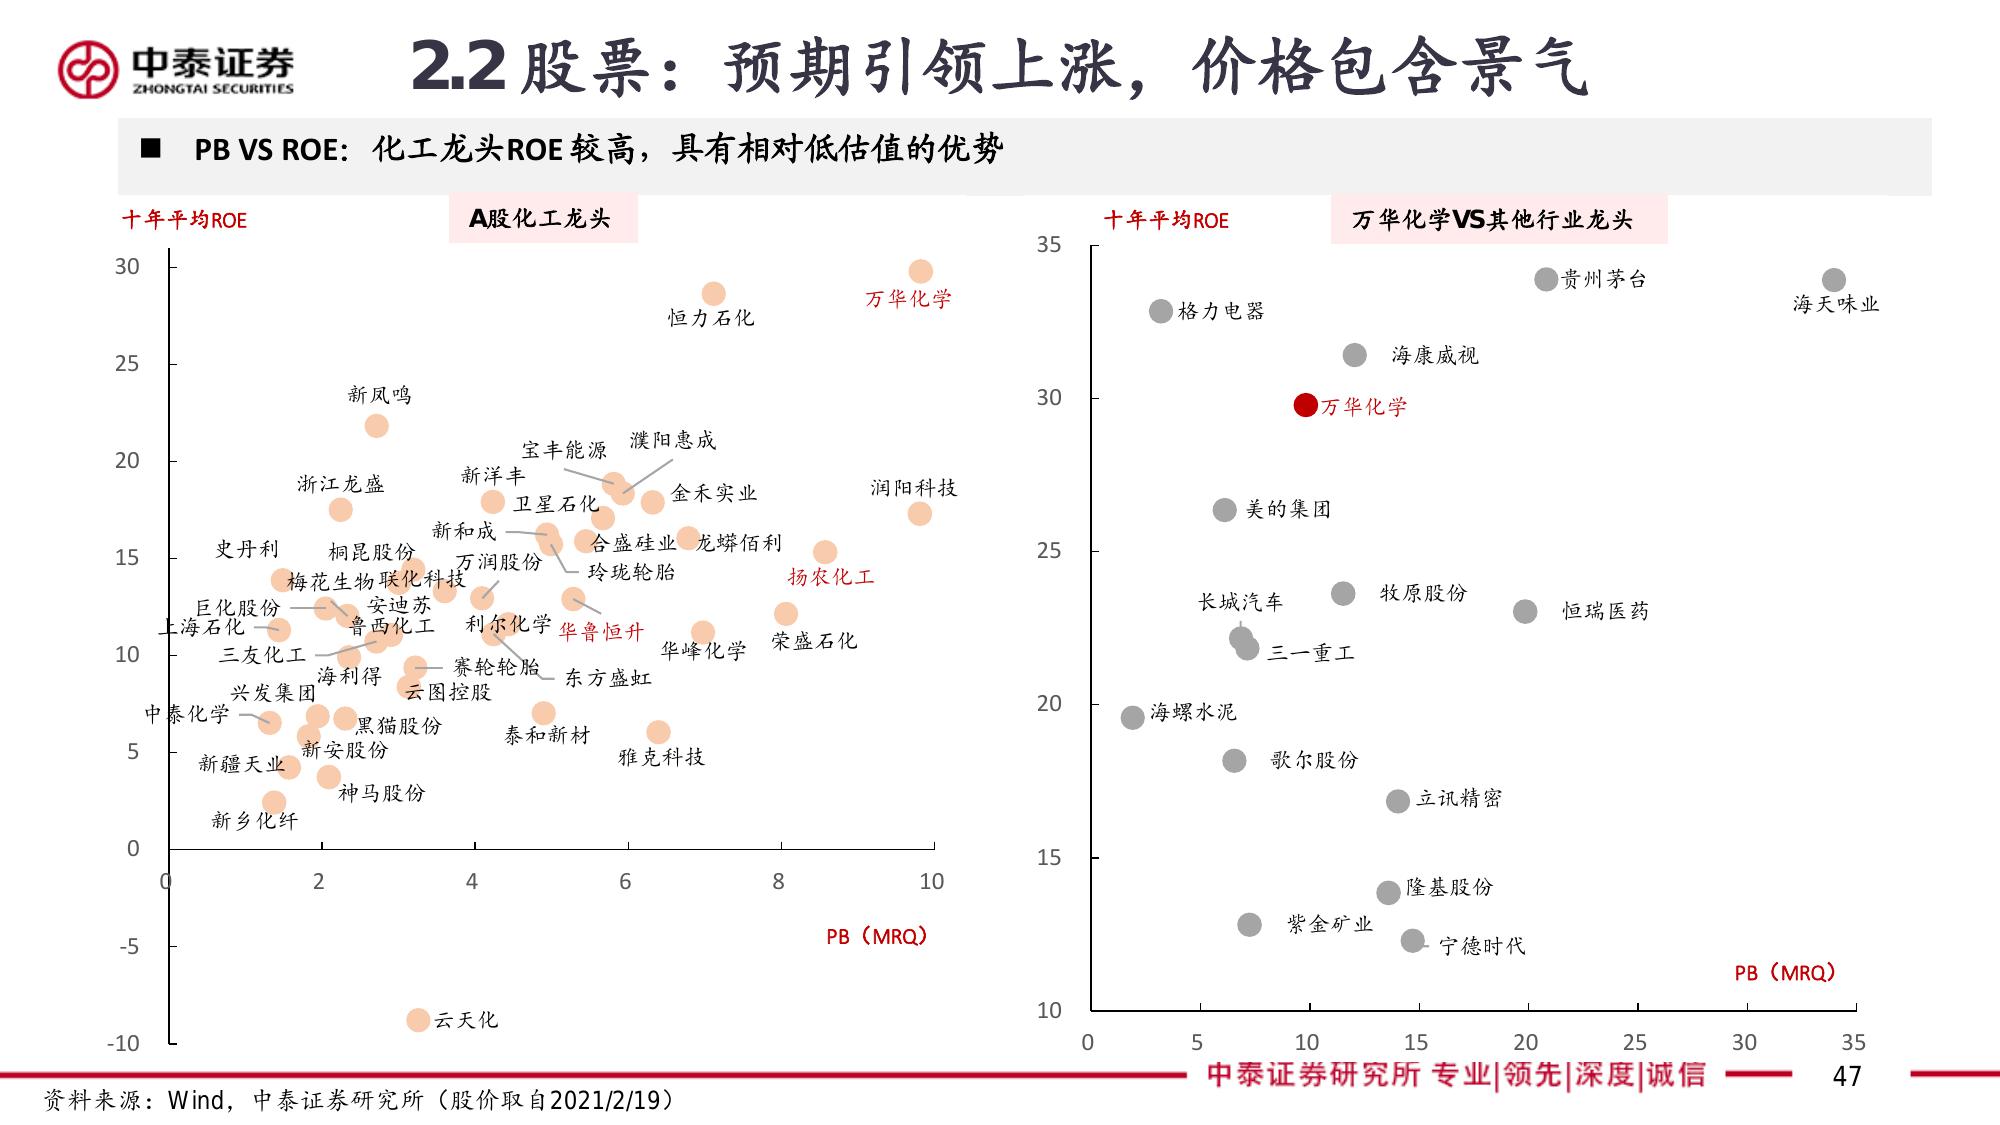 中泰证券
ZHONGTAI SECURITIES
2.2股票：预期引领上涨，价格包含景气
■ PB VS ROE：化工龙头ROE较高，具有相对低估值的优势
十年平均ROE
A股化工龙头
30
25
20
15
10
5
0
-5
-10
0 2 4 6 8 10
PB（MRQ）
万华化学
恒力石化
新凤鸣
濮阳惠成
宝丰能源
新洋丰
浙江龙盛
润阳科技
金禾实业
卫星石化
新和成
合盛硅业
龙蟒佰利
史丹利
桐昆股份
万润股份
玲珑轮胎
扬农化工
梅花生物
联化科技
巨化股份
安迪苏
上海石化
鲁西化工
利尔化学
华鲁恒升
荣盛石化
华峰化学
三友化工
海利得
赛轮轮胎
东方盛虹
兴发集团
云图控股
中泰化学
黑猫股份
泰和新材
新安股份
雅克科技
新疆天业
神马股份
新乡化纤
云天化
十年平均ROE
万华化学VS其他行业龙头
35
30
25
20
15
10
0 5 10 15 20 25 30 35
PB（MRQ）
贵州茅台
海天味业
格力电器
海康威视
万华化学
美的集团
牧原股份
长城汽车
恒瑞医药
三一重工
海螺水泥
歌尔股份
立讯精密
隆基股份
紫金矿业
宁德时代
中泰证券研究所 专业|领先|深度|诚信
47
资料来源：Wind，中泰证券研究所（股价取自2021/2/19）